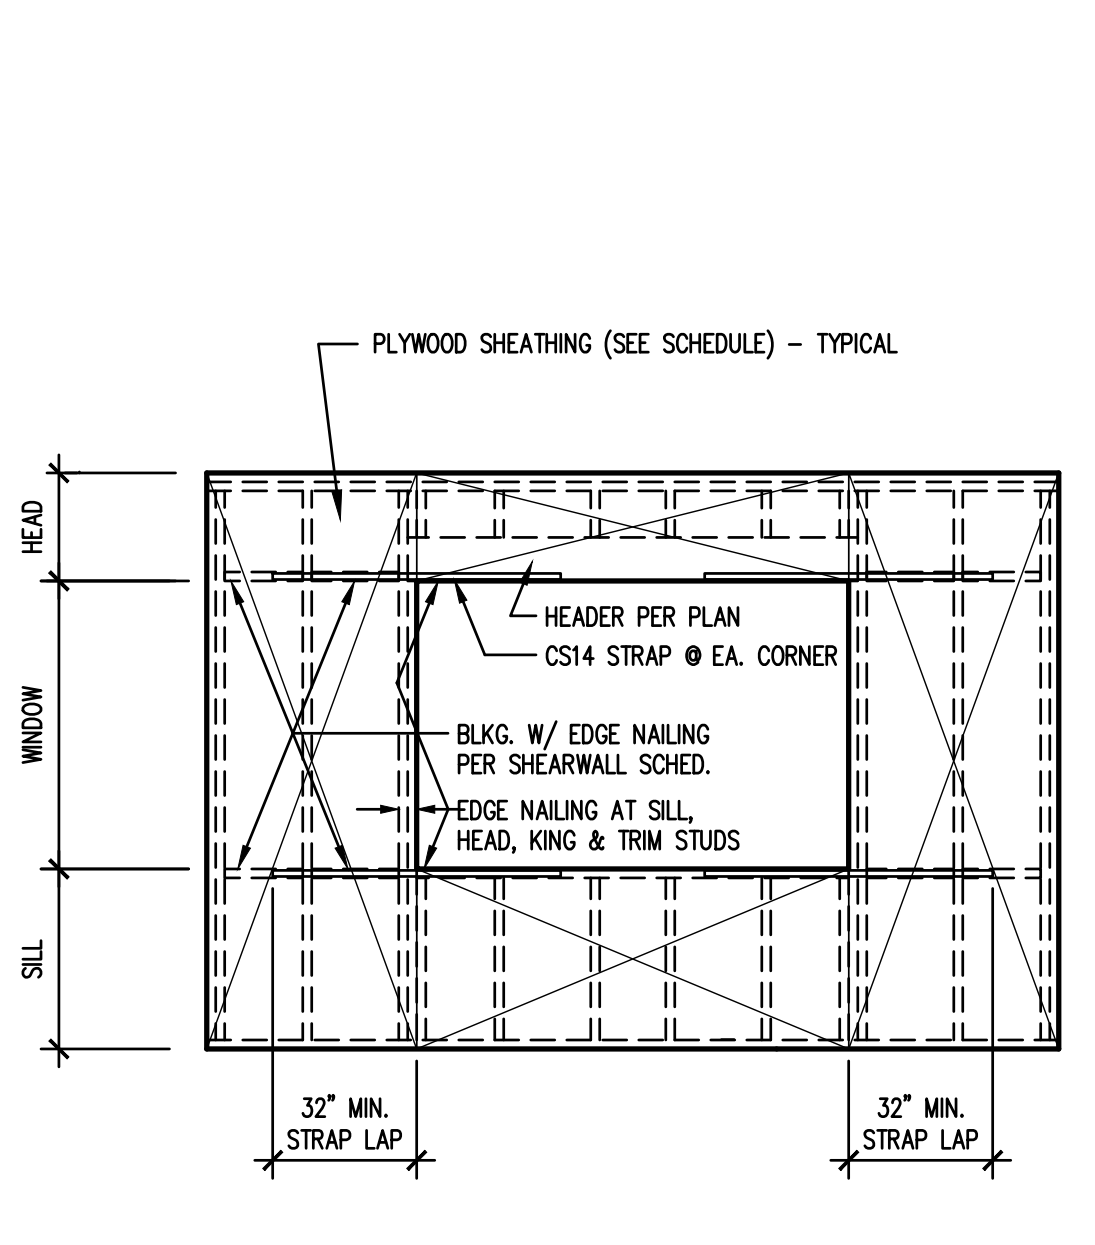 PLYWOOD SHEATHING (SEE SCHEDULE) – TYPICAL
HEAD
WINDOW
SILL
HEADER PER PLAN
CS14 STRAP @ EA. CORNER
BLKG. W/ EDGE NAILING
PER SHEARWALL SCHED.
EDGE NAILING AT SILL,
HEAD, KING & TRIM STUDS
32" MIN.
STRAP LAP
32" MIN.
STRAP LAP